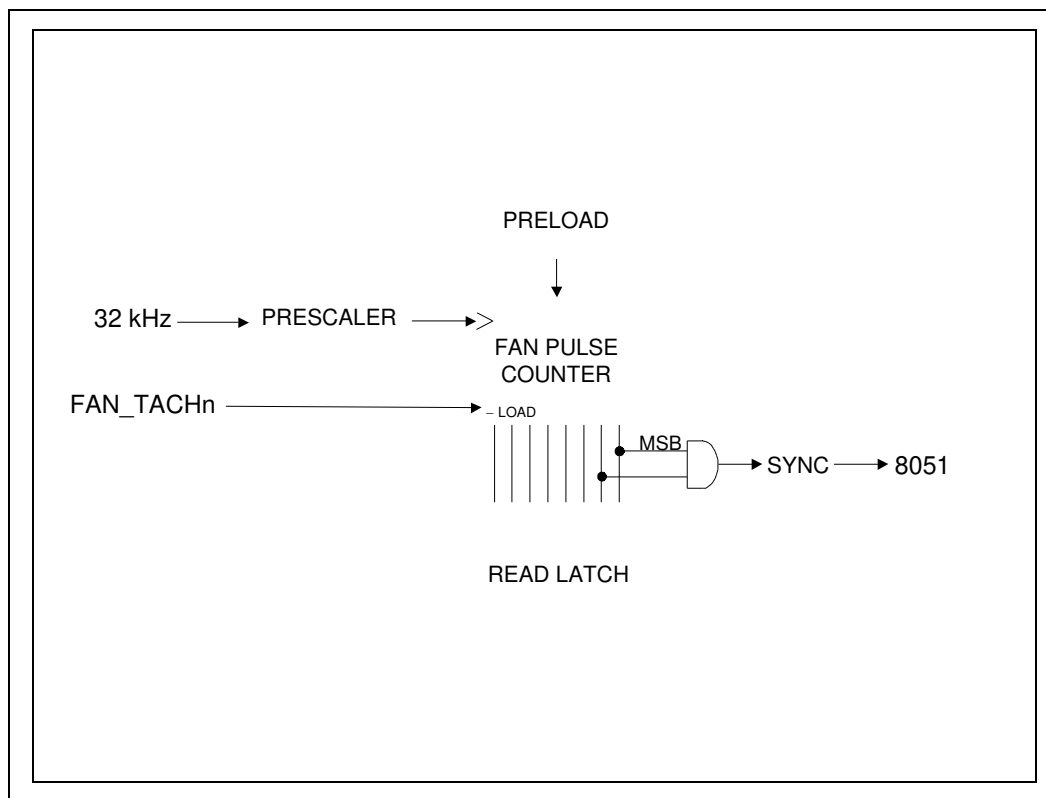 PRELOAD
32 kHz PRESCALER
FAN PULSE
COUNTER
FAN_TACHn
– LOAD
MSB
SYNC 8051
READ LATCH